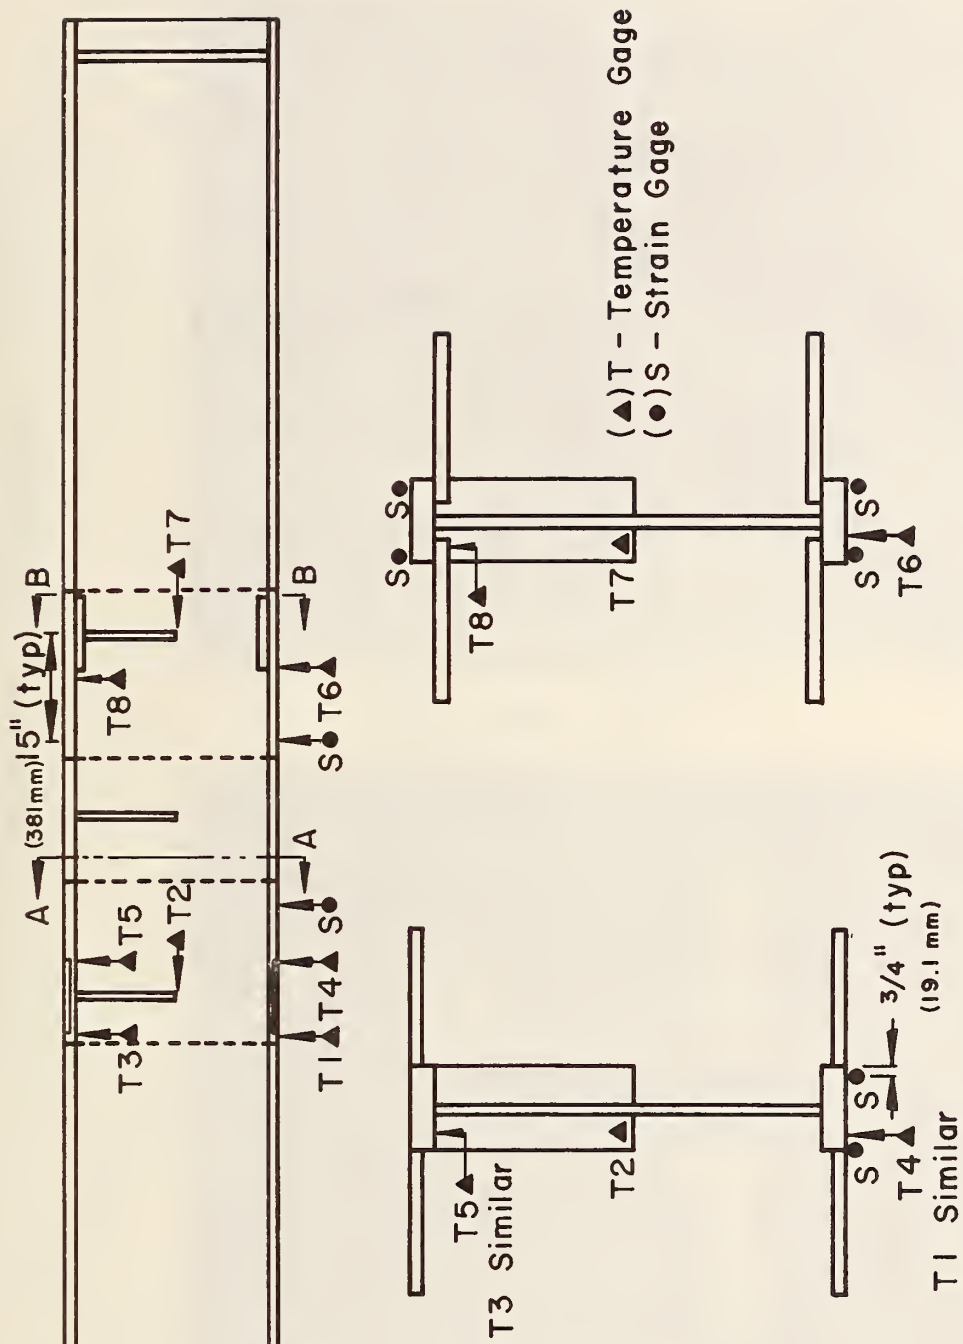 A
A
(381mm)15" (typ)
B
B
T3
T5
T2
T8
T7
T1
T4
S
S
T6
T5
T3 Similar
T2
S
S
T4
T1 Similar
3/4" (typ)
(19.1 mm)
S
S
T8
T7
S
S
T6
(▲)T - Temperature Gage
(●)S - Strain Gage